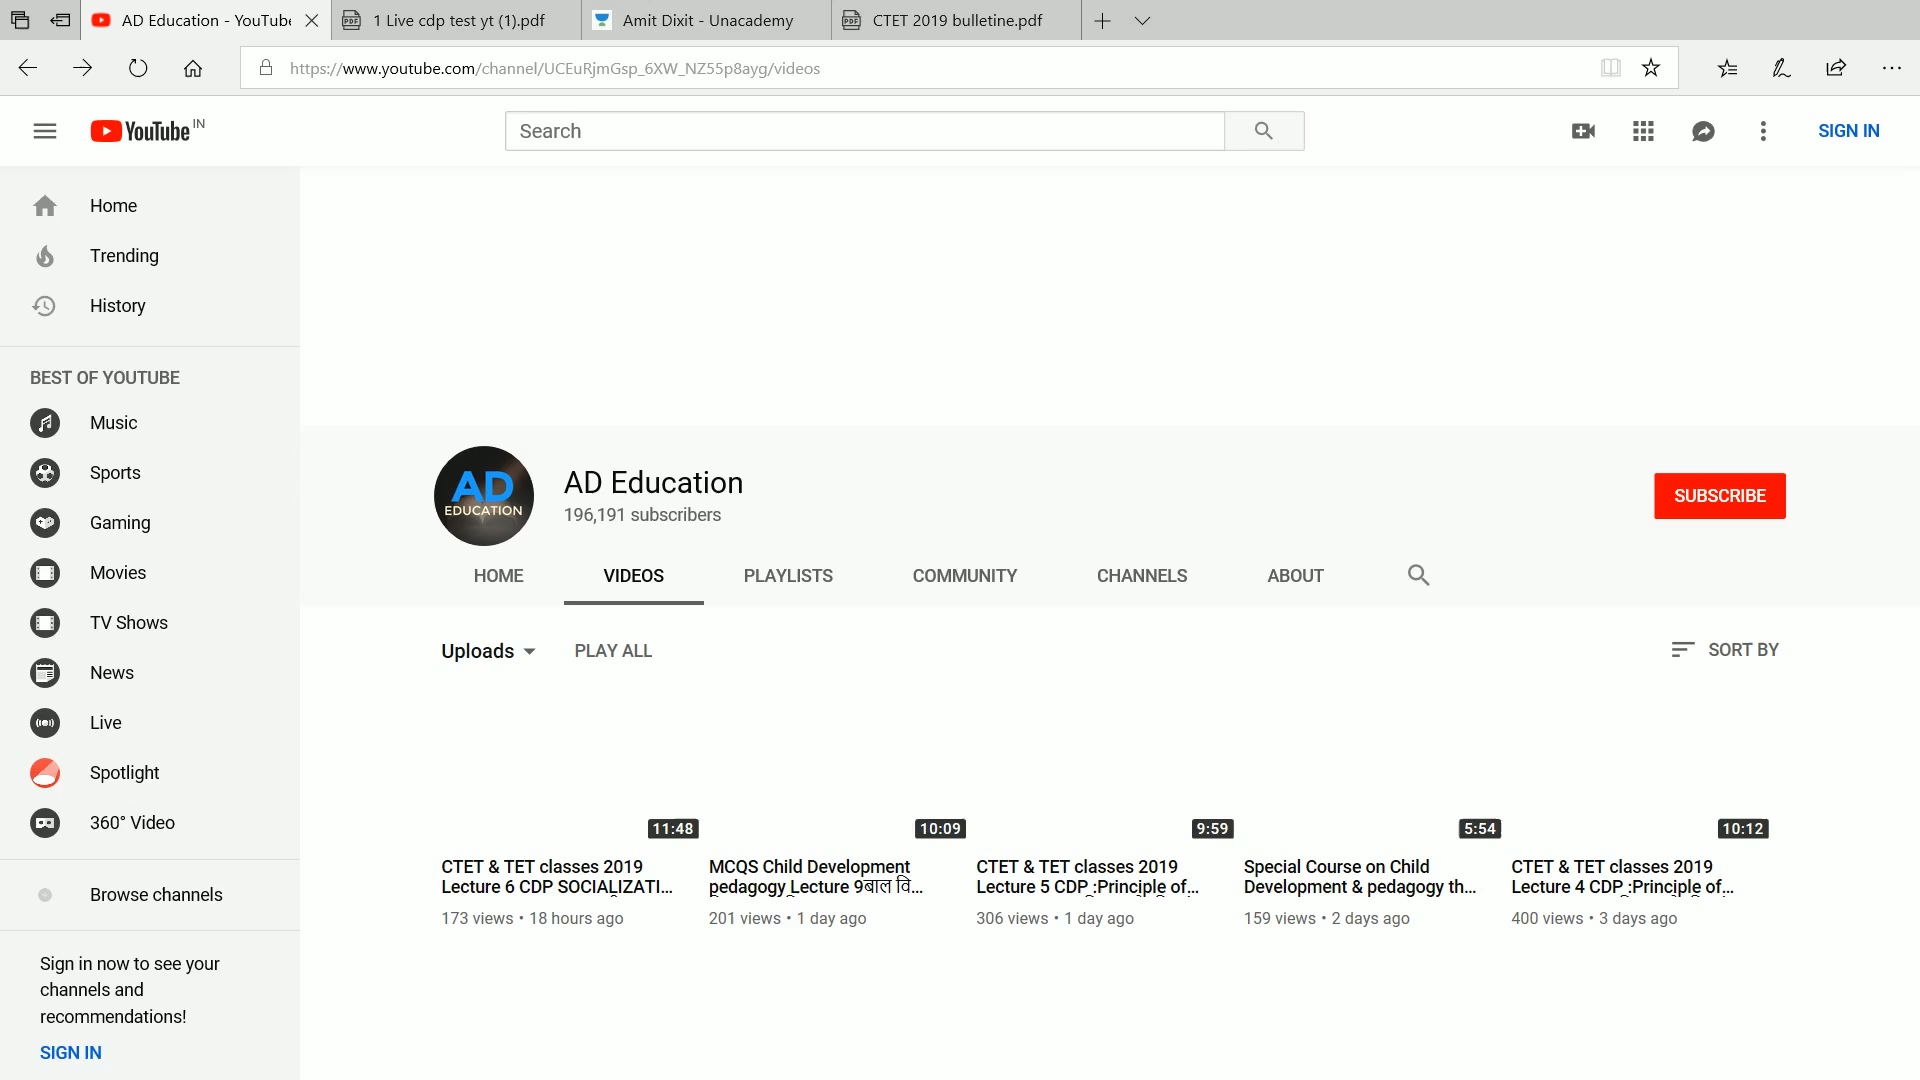 AD Education - YouTube
1 Live cdp test yt (1).pdf
Amit Dixit - Unacademy
CTET 2019 bulletine.pdf
https://www.youtube.com/channel/UCEuRjmGsp_6XW_NZ55p8ayg/videos
YouTube IN
Search
SIGN IN
Home
Trending
History
BEST OF YOUTUBE
Music
Sports
Gaming
Movies
TV Shows
News
Live
Spotlight
360° Video
Browse channels
Sign in now to see your
channels and
recommendations!
SIGN IN
AD
EDUCATION
AD Education
196,191 subscribers
SUBSCRIBE
HOME VIDEOS PLAYLISTS COMMUNITY CHANNELS ABOUT
Uploads PLAY ALL SORT BY
11:48
CTET & TET classes 2019
Lecture 6 CDP SOCIALIZATI...
173 views • 18 hours ago
10:09
MCQS Child Development
pedagogy Lecture 9बाल वि...
201 views • 1 day ago
9:59
CTET & TET classes 2019
Lecture 5 CDP :Principle of...
306 views • 1 day ago
5:54
Special Course on Child
Development & pedagogy th...
159 views • 2 days ago
10:12
CTET & TET classes 2019
Lecture 4 CDP :Principle of...
400 views • 3 days ago